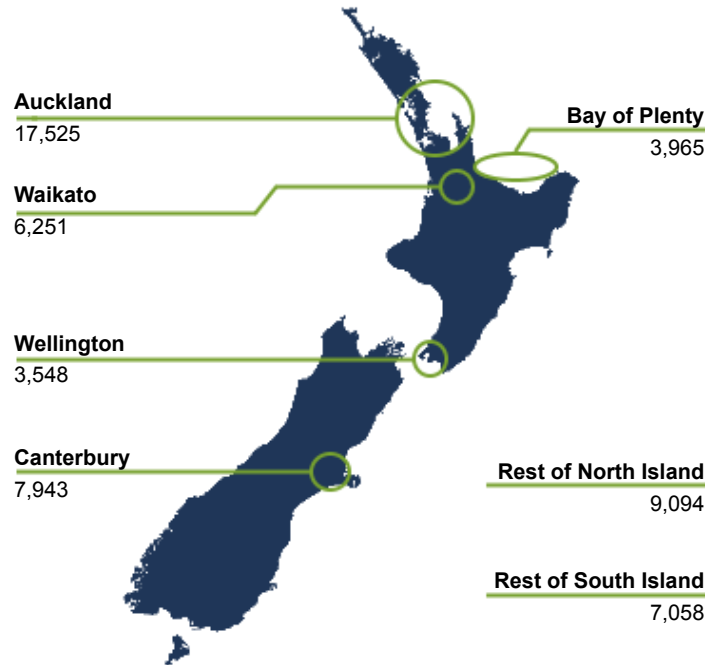 Auckland
17,525
Bay of Plenty
3,965
Waikato
6,251
Wellington
3,548
Canterbury
7,943
Rest of North Island
9,094
Rest of South Island
7,058